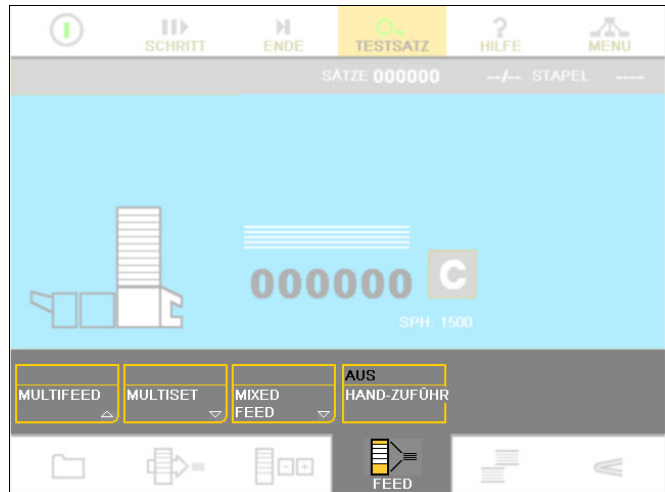 SCHRITT ENDE TESTSATZ HILFE MENU
SÄTZE 000000 --/-- STAPEL ----
000000 C
SPH: 1500
AUS
MULTIFEED MULTISET MIXED FEED HAND-ZUFÜHR
FEED